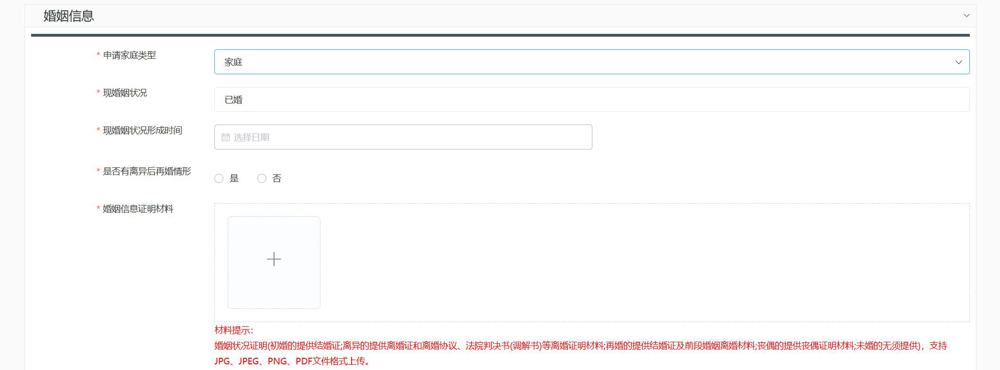 婚姻信息
* 申请家庭类型
家庭
* 现婚姻状况
已婚
* 现婚姻状况形成时间
选择日期
* 是否有离异后再婚情形
是 否
* 婚姻信息证明材料
材料提示:
婚姻状况证明(初婚的提供结婚证;离异的提供离婚证和离婚协议、法院判决书(调解书)等离婚证明材料;再婚的提供结婚证及前段婚姻离婚材料;丧偶的提供丧偶证明材料;未婚的无须提供)，支持
JPG、JPEG、PNG、PDF文件格式上传。